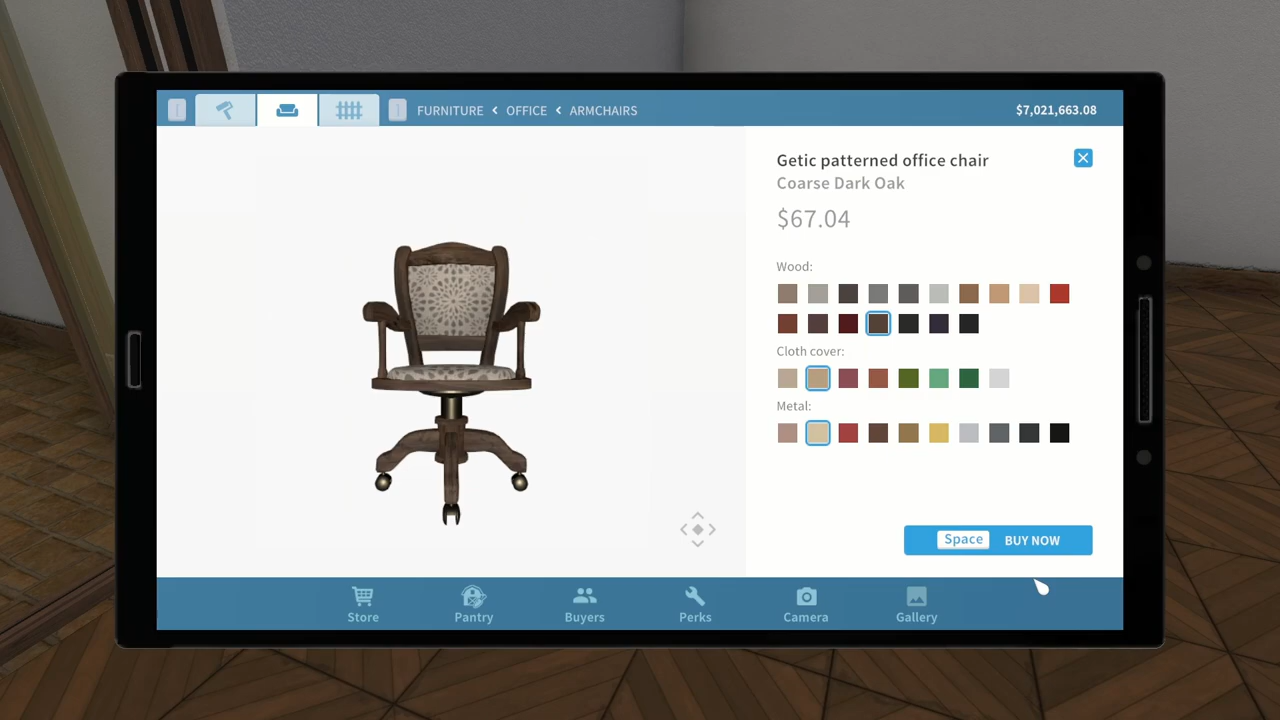 FURNITURE < OFFICE < ARMCHAIRS
$7,021,663.08
Getic patterned office chair
Coarse Dark Oak
$67.04
Wood:
Cloth cover:
Metal:
Space BUY NOW
Store
Pantry
Buyers
Perks
Camera
Gallery